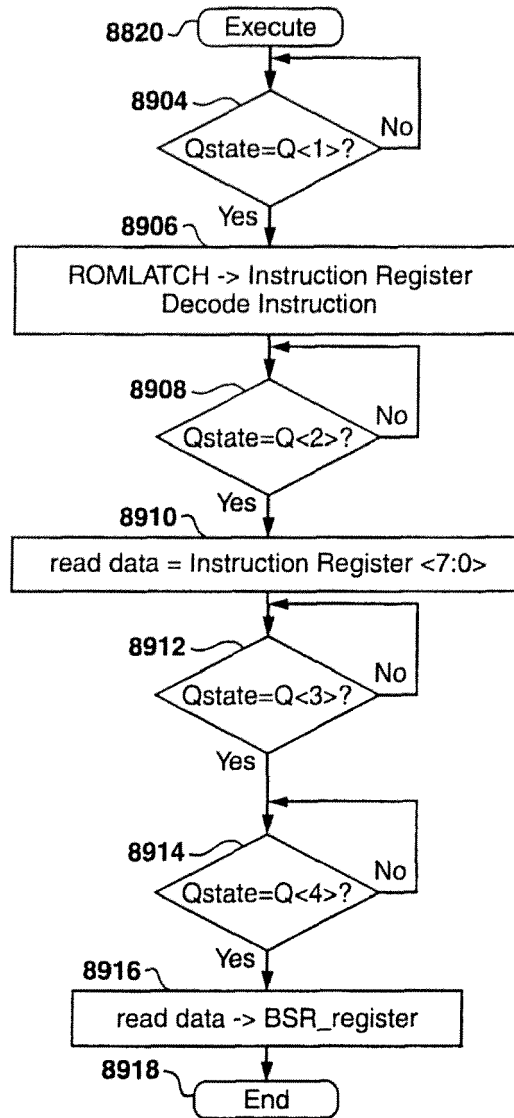 8820 Execute
8904
Qstate=Q<1>?
No
Yes
8906
ROMLATCH -> Instruction Register
Decode Instruction
8908
Qstate=Q<2>?
No
Yes
8910
read data = Instruction Register <7:0>
8912
Qstate=Q<3>?
No
Yes
8914
Qstate=Q<4>?
No
Yes
8916
read data -> BSR_register
8918
End